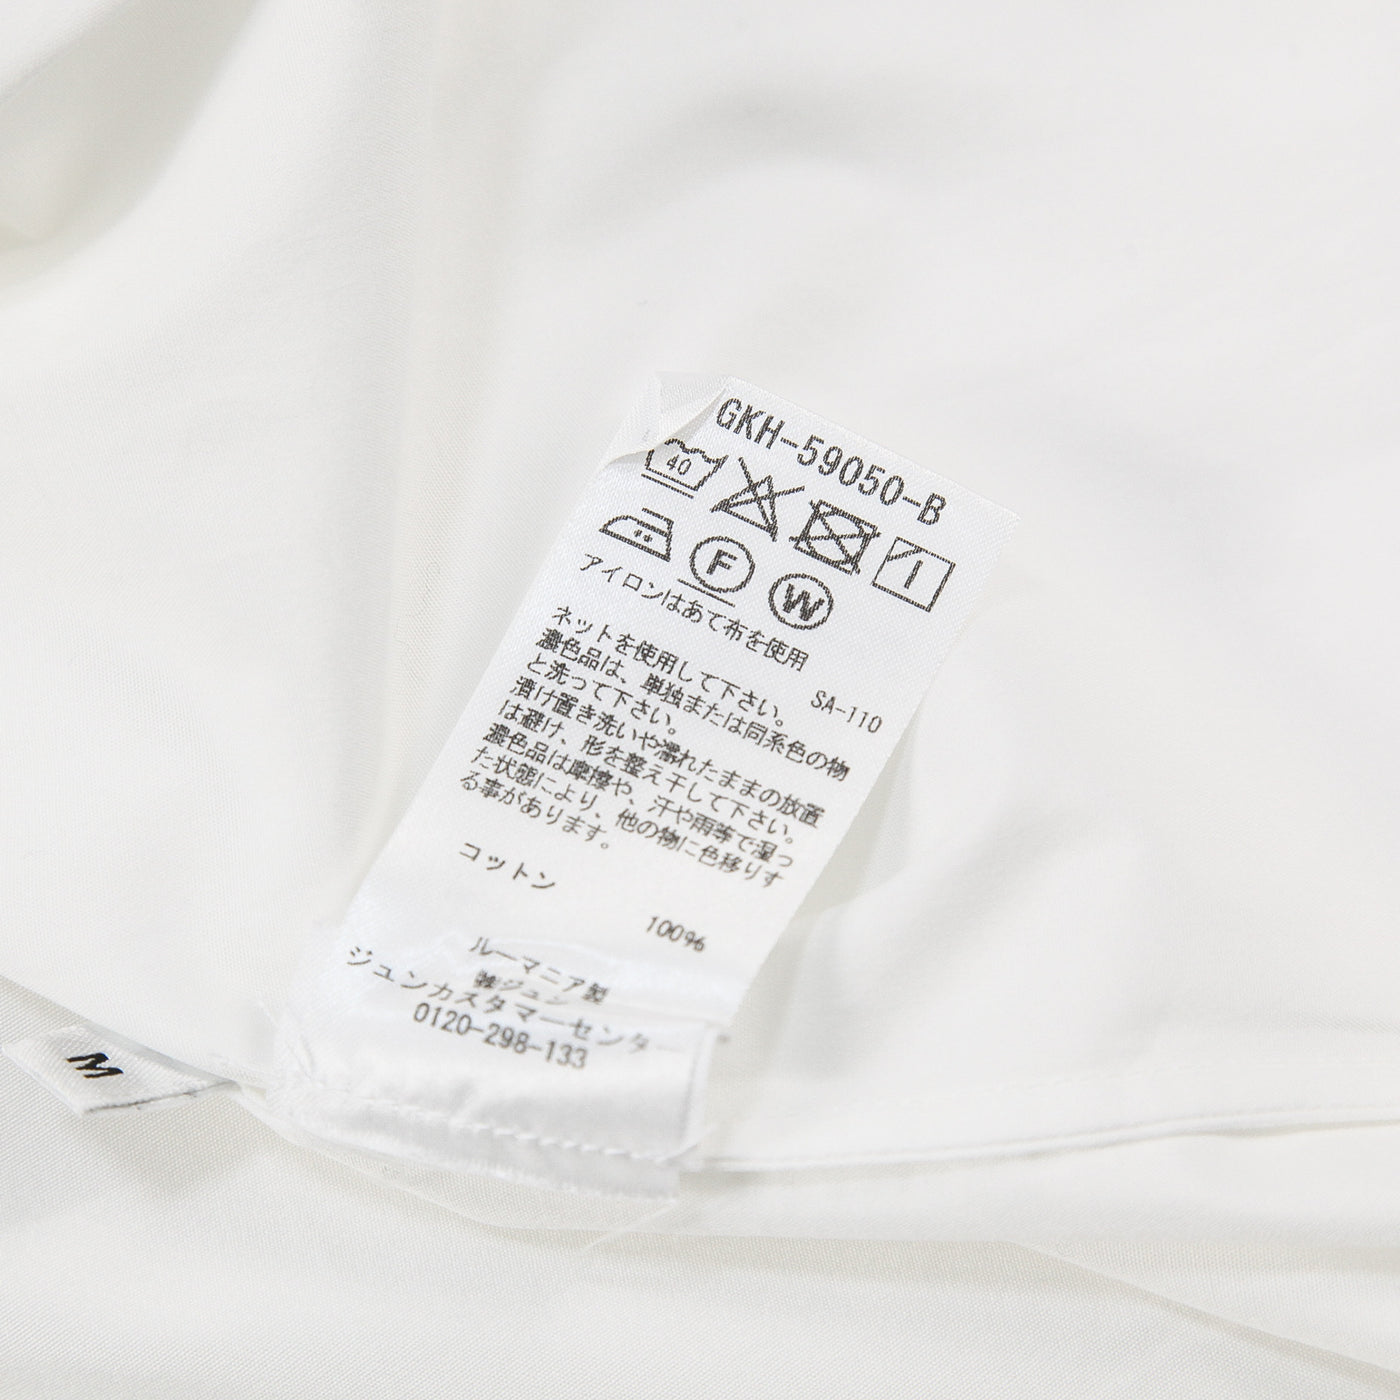 GKH-59050-B
40
F
W
アイロンはあて布を使用
SA-110
ネットを使用して下さい。
濃色品は、単独または同系色の物
と洗って下さい。
漬け置き洗いや濡れたままの放置
は避け、形を整え干して下さい。
濃色品は摩擦や、汗や雨等で湿っ
た状態により、他の物に色移りす
る事があります。
コットン
100%
ルーマニア製
㈱ジュン
ジュンカスタマーセンター
0120-298-133
M